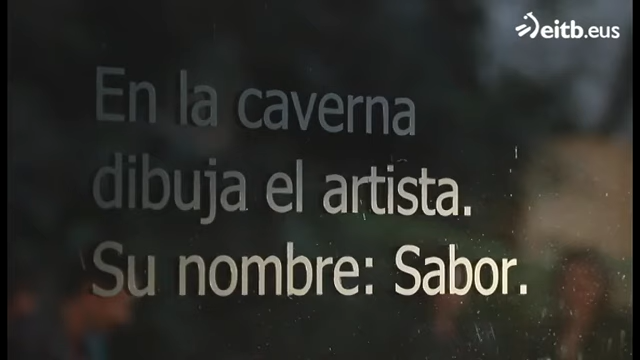 eitb.eus
En la caverna
dibuja el artista.
Su nombre: Sabor.